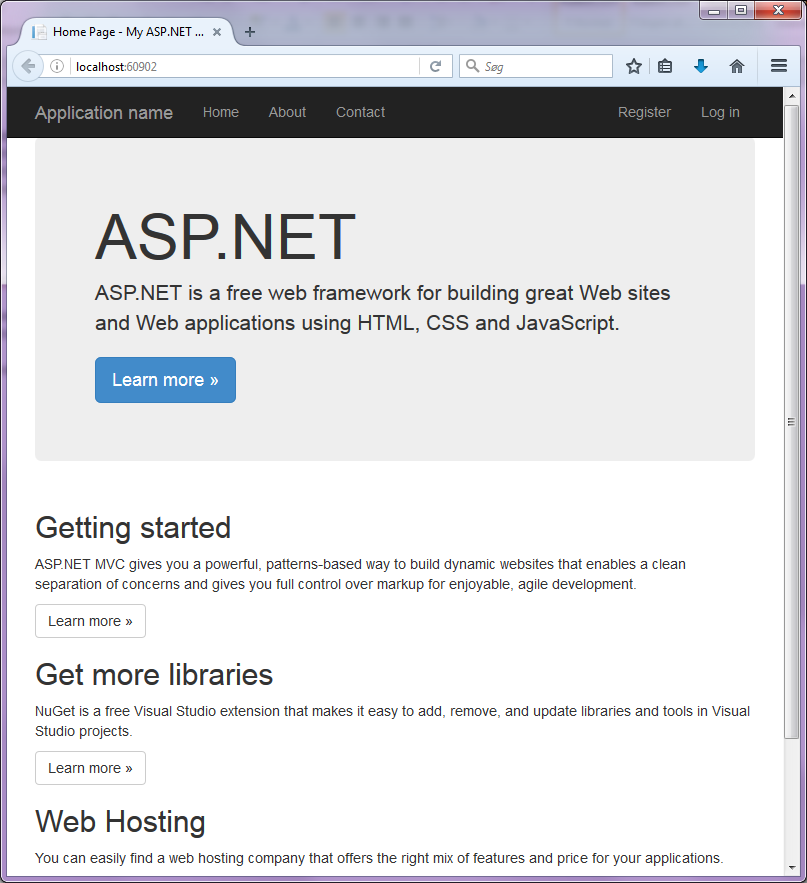 Home Page - My ASP.NET ...
localhost:60902
Søg
Application name Home About Contact Register Log in
ASP.NET
ASP.NET is a free web framework for building great Web sites
and Web applications using HTML, CSS and JavaScript.
Learn more »
Getting started
ASP.NET MVC gives you a powerful, patterns-based way to build dynamic websites that enables a clean
separation of concerns and gives you full control over markup for enjoyable, agile development.
Learn more »
Get more libraries
NuGet is a free Visual Studio extension that makes it easy to add, remove, and update libraries and tools in Visual
Studio projects.
Learn more »
Web Hosting
You can easily find a web hosting company that offers the right mix of features and price for your applications.